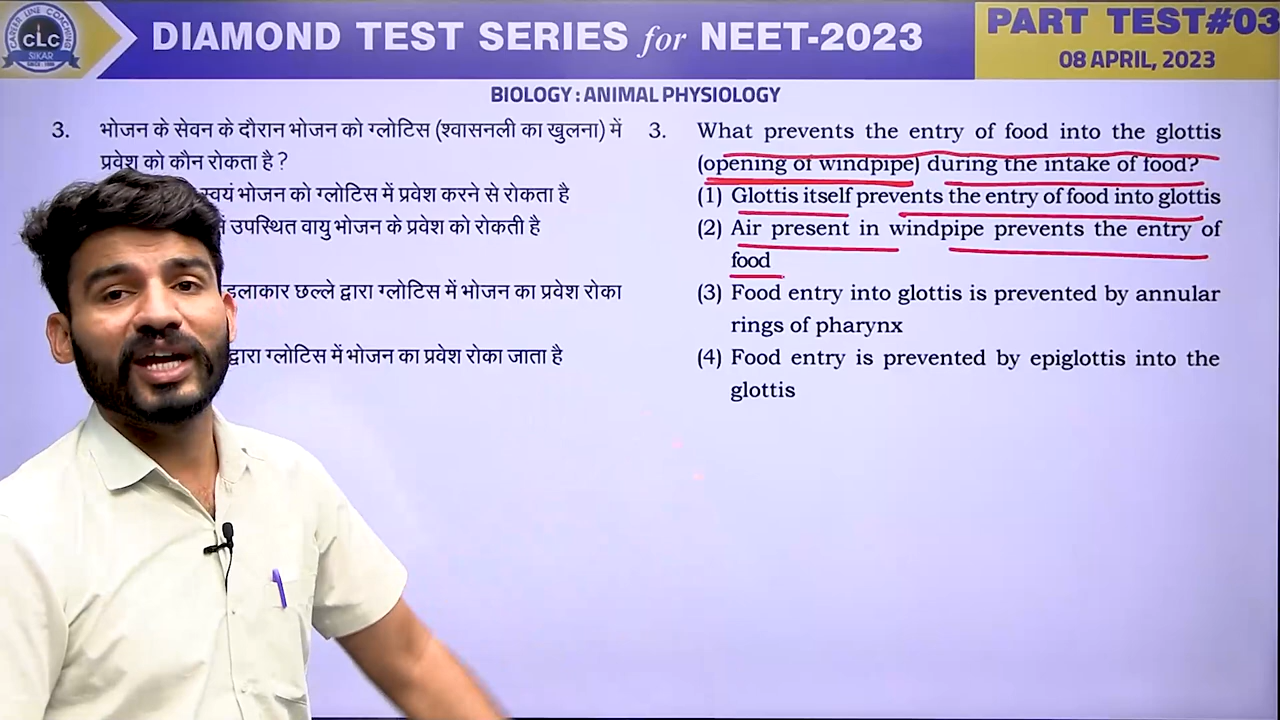 CAREER LINE COACHING
CLC
SIKAR
DIAMOND TEST SERIES for NEET-2023
PART TEST#03
08 APRIL, 2023
BIOLOGY : ANIMAL PHYSIOLOGY
3. भोजन के सेवन के दौरान भोजन को ग्लोटिस (श्वासनली का खुलना) में
प्रवेश को कौन रोकता है ?
स्वयं भोजन को ग्लोटिस में प्रवेश करने से रोकता है
उपस्थित वायु भोजन के प्रवेश को रोकती है
छल्ले द्वारा ग्लोटिस में भोजन का प्रवेश रोका
द्वारा ग्लोटिस में भोजन का प्रवेश रोका जाता है
3. What prevents the entry of food into the glottis
(opening of windpipe) during the intake of food?
(1) Glottis itself prevents the entry of food into glottis
(2) Air present in windpipe prevents the entry of
food
(3) Food entry into glottis is prevented by annular
rings of pharynx
(4) Food entry is prevented by epiglottis into the
glottis